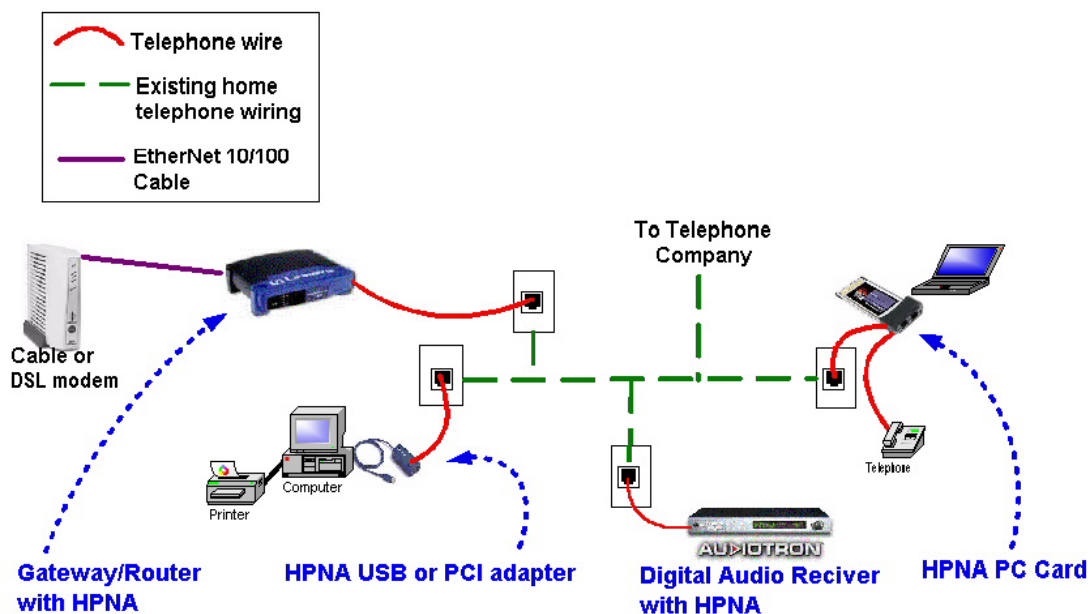 Telephone wire
Existing home
telephone wiring
EtherNet 10/100
Cable
To Telephone
Company
Cable or
DSL modem
Telephone
Computer
Printer
AUDIOTRON
Gateway/Router
with HPNA
HPNA USB or PCI adapter
Digital Audio Reciver
with HPNA
HPNA PC Card